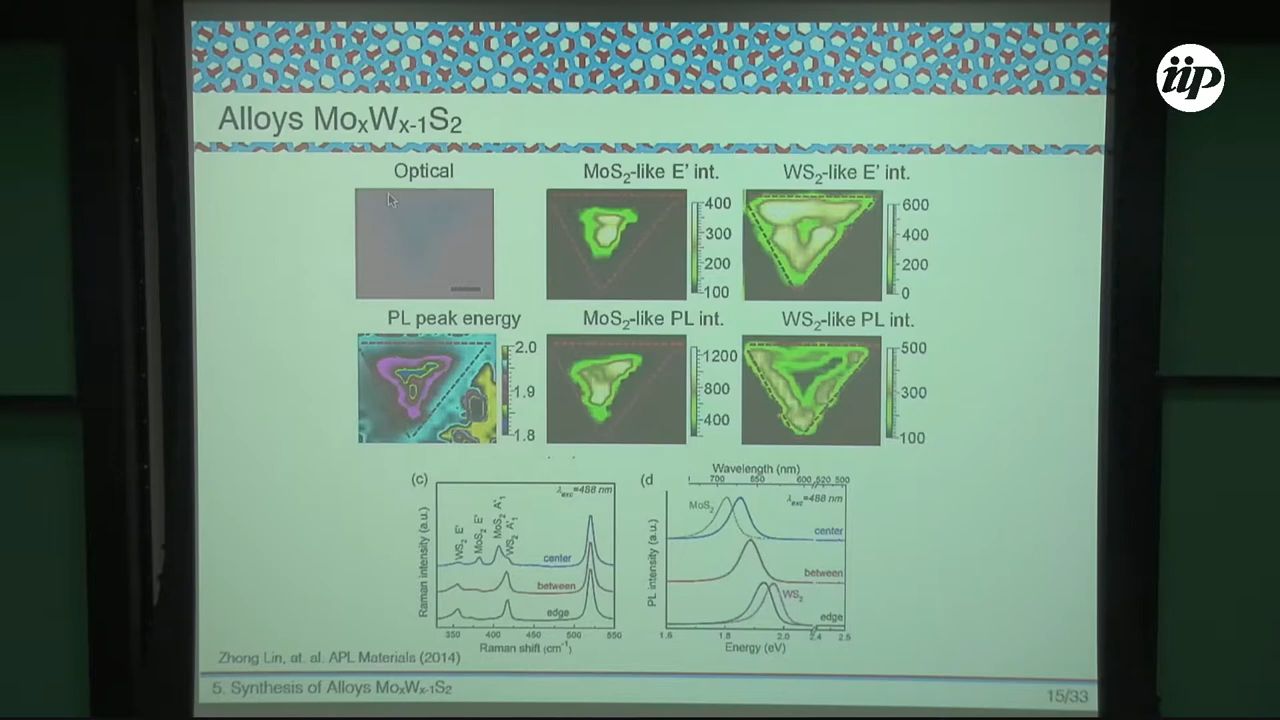 iip
Alloys MoxWx-1S2
Optical
MoS2-like E' int.
WS2-like E' int.
400
300
200
100
600
400
200
0
PL peak energy
MoS2-like PL int.
WS2-like PL int.
2.0
1.9
1.8
1200
800
400
500
300
100
(c)
λexc=488 nm
WS2 E'
MoS2 E'
MoS2 A'1
WS2 A'1
center
between
edge
Raman intensity (a.u.)
350 400 450 500 550
Raman shift (cm-1)
(d
Wavelength (nm)
700 650 600 520 500
λexc=488 nm
MoS2
center
between
WS2
edge
PL intensity (a.u.)
1.6 1.8 2.0 2.4 2.5
Energy (eV)
Zhong Lin, at. al. APL Materials (2014)
5. Synthesis of Alloys MoxWx-1S2
15/33